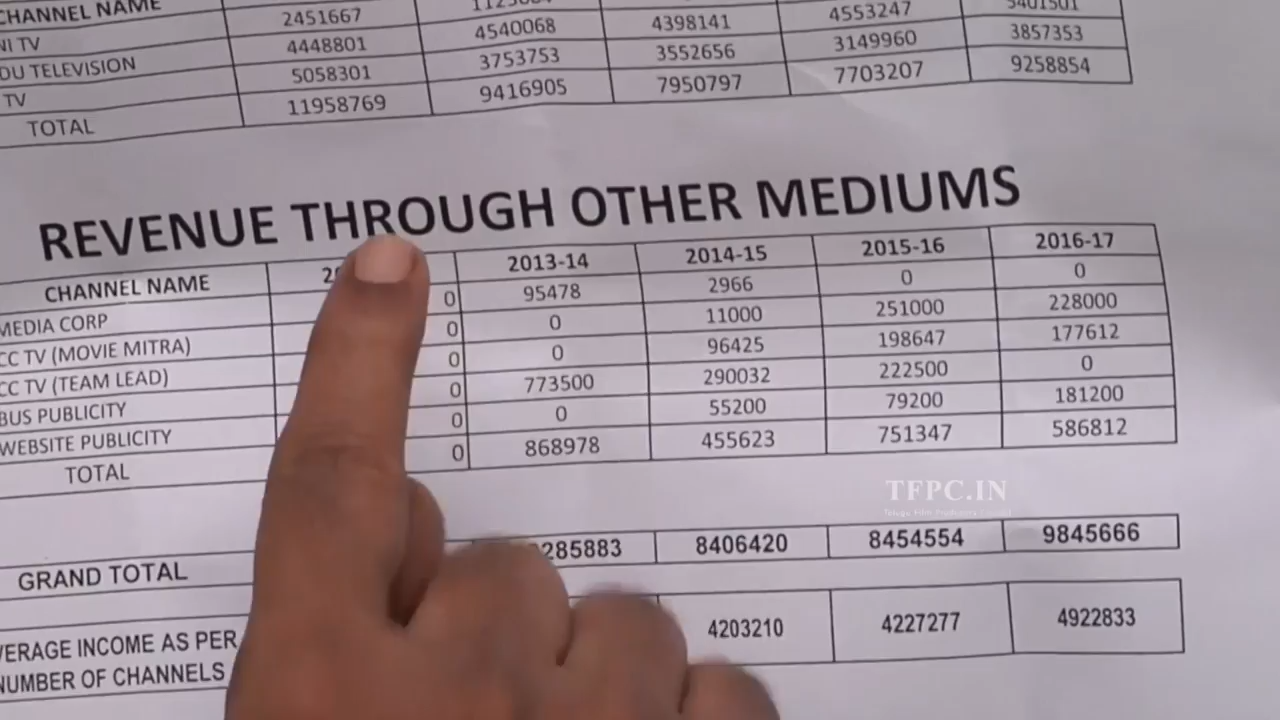 CHANNEL NAME
NI TV 2451667 4398141 4553247
DU TELEVISION 4448801 4540068 3552656 3149960 3857353
TV 5058301 3753753 7950797 7703207 9258854
TOTAL 11958769 9416905
REVENUE THROUGH OTHER MEDIUMS
CHANNEL NAME 2013-14 2014-15 2015-16 2016-17
MEDIA CORP 0 95478 2966 0 0
CC TV (MOVIE MITRA) 0 0 11000 251000 228000
CC TV (TEAM LEAD) 0 0 96425 198647 177612
BUS PUBLICITY 0 773500 290032 222500 0
WEBSITE PUBLICITY 0 0 55200 79200 181200
TOTAL 0 868978 455623 751347 586812
TFPC.IN
GRAND TOTAL 285883 8406420 8454554 9845666
VERAGE INCOME AS PER
NUMBER OF CHANNELS 4203210 4227277 4922833